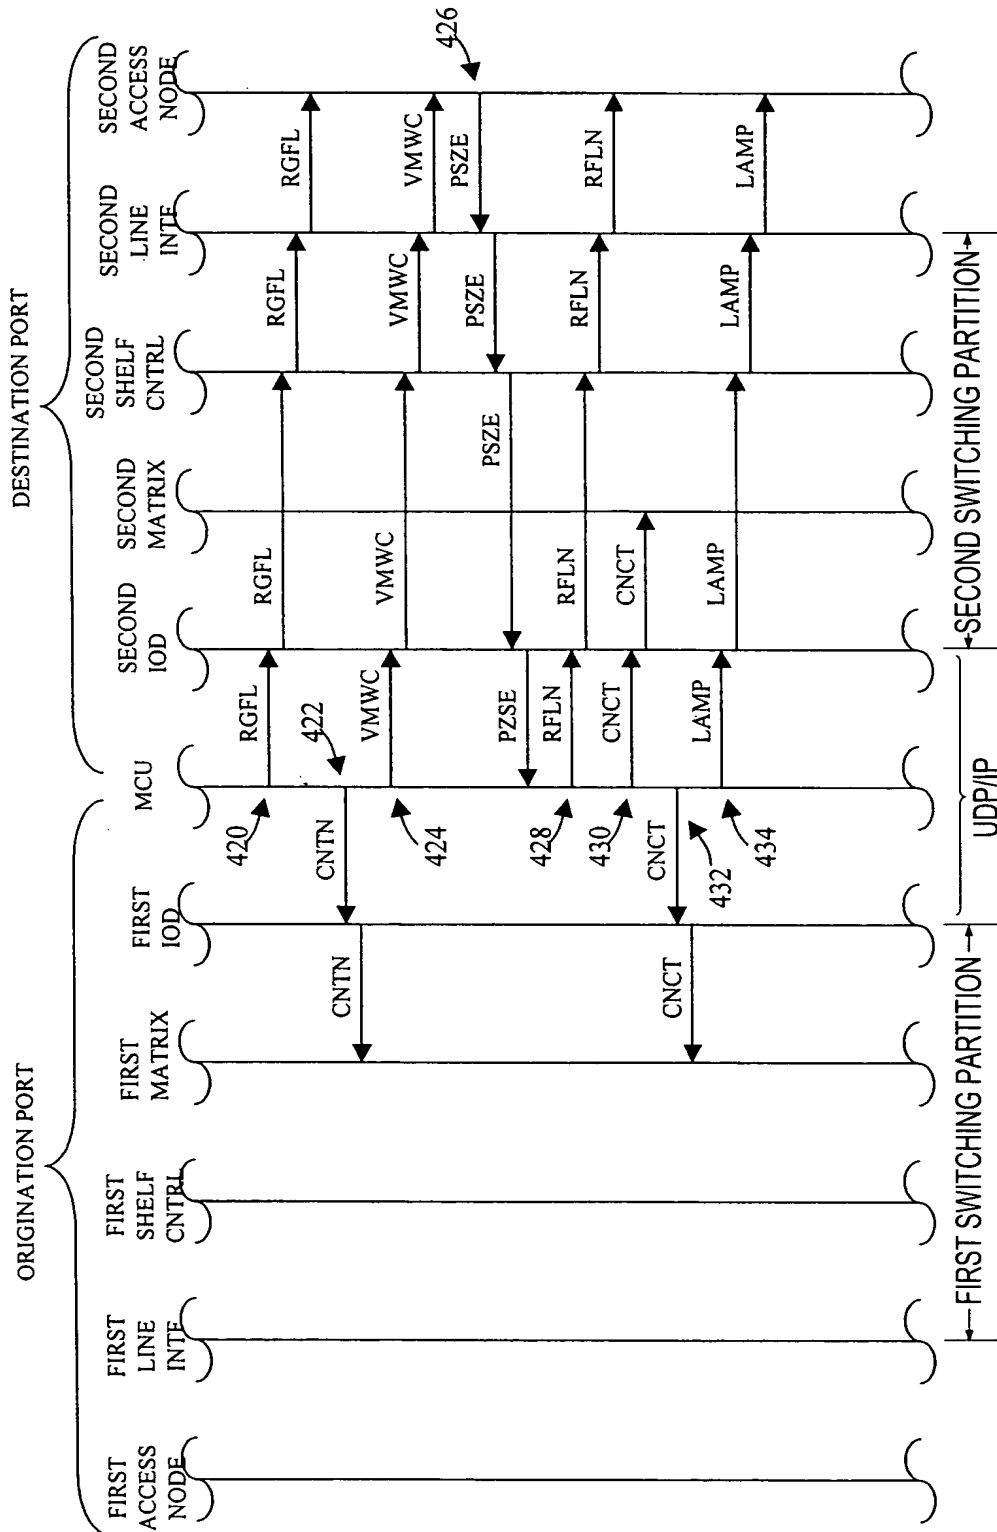 ORIGINATION PORT
DESTINATION PORT
FIRST
ACCESS
NODE
FIRST
LINE
INTF
FIRST
SHELF
CNTRL
FIRST
MATRIX
FIRST
IOD
MCU
SECOND
IOD
SECOND
MATRIX
SECOND
SHELF
CNTRL
SECOND
LINE
INTF
SECOND
ACCESS
NODE
420
RGFL
RGFL
RGFL
RGFL
422
CNTN
CNTN
424
VMWC
VMWC
VMWC
VMWC
426
PSZE
PSZE
PSZE
PZSE
428
RFLN
RFLN
RFLN
RFLN
430
CNCT
CNCT
432
CNCT
CNCT
434
LAMP
LAMP
LAMP
LAMP
FIRST SWITCHING PARTITION
UDP/IP
SECOND SWITCHING PARTITION